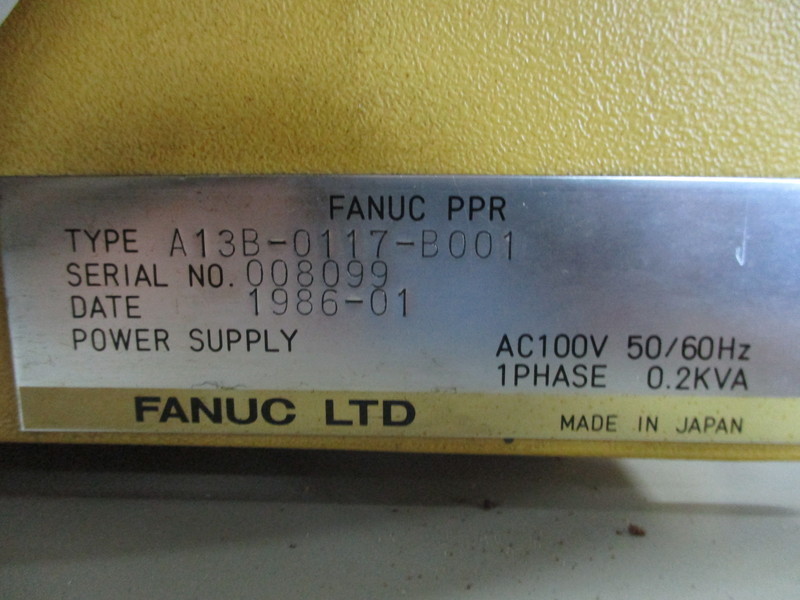 FANUC PPR
TYPE A13B-0117-B001
SERIAL NO. 008099
DATE 1986-01
POWER SUPPLY AC100V 50/60Hz
1PHASE 0.2KVA
FANUC LTD MADE IN JAPAN